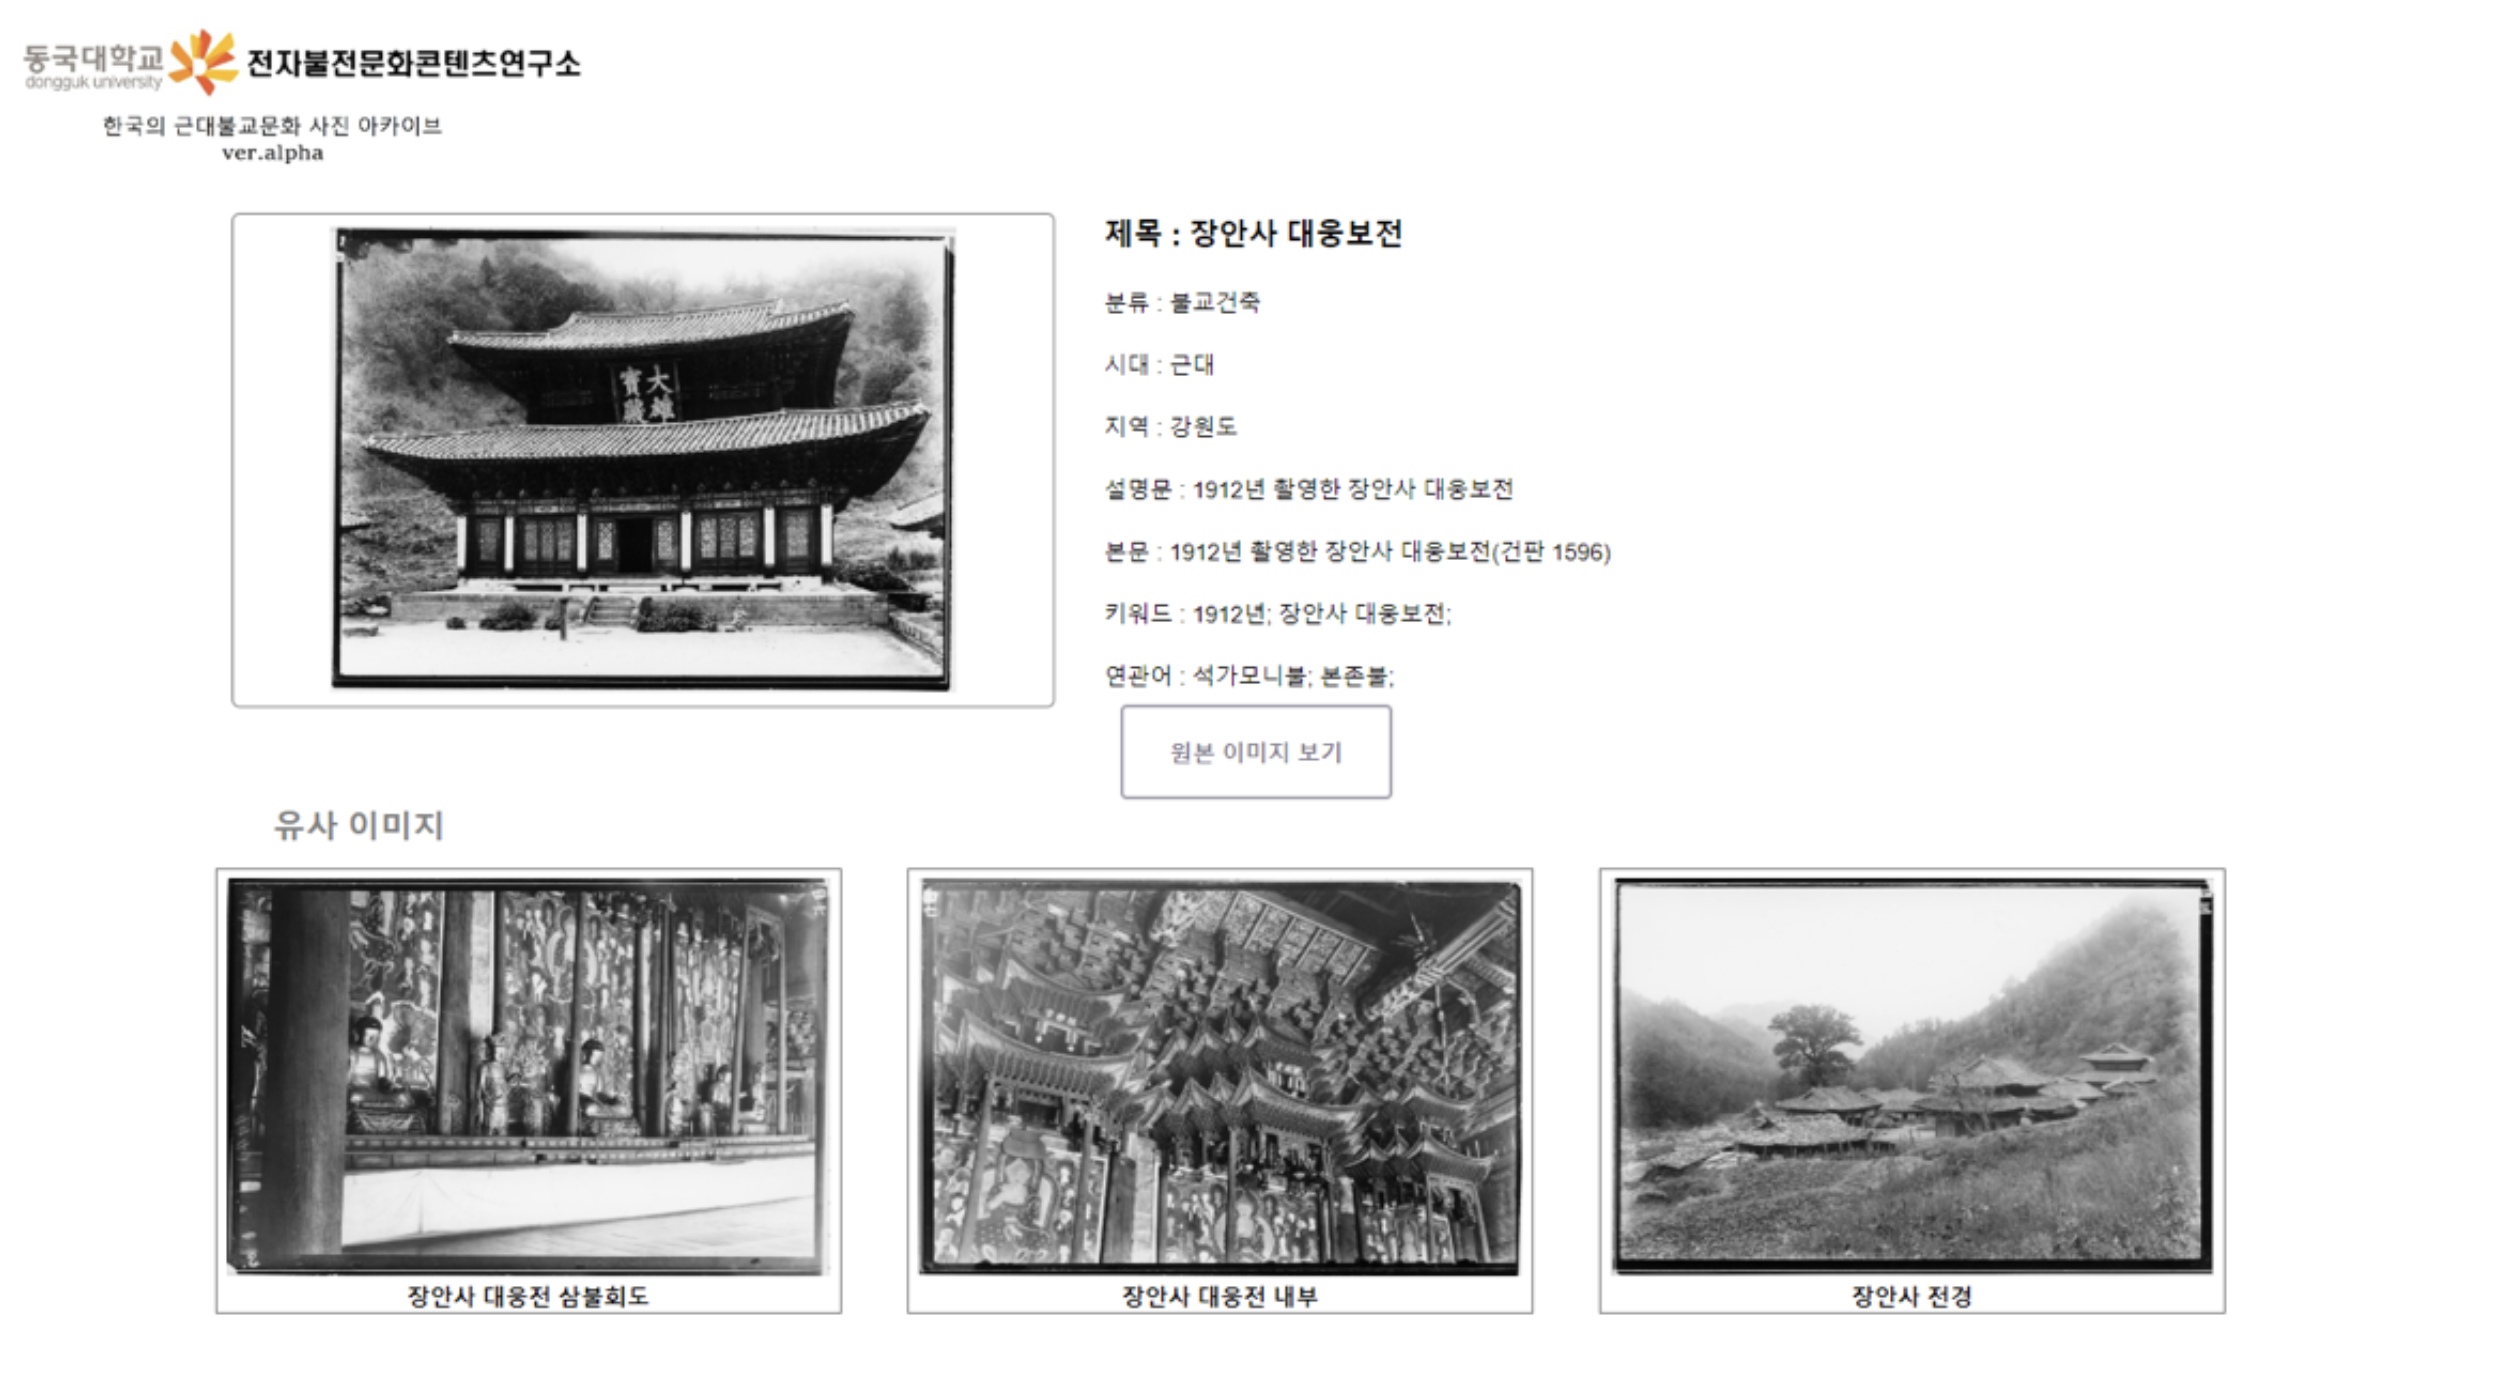 동국대학교
dongguk university
전자불전문화콘텐츠연구소
한국의 근대불교문화 사진 아카이브
ver.alpha
大雄
寶殿
제목 : 장안사 대웅보전
분류 : 불교건축
시대 : 근대
지역 : 강원도
설명문 : 1912년 촬영한 장안사 대웅보전
본문 : 1912년 촬영한 장안사 대웅보전(건판 1596)
키워드 : 1912년; 장안사 대웅보전;
연관어 : 석가모니불; 본존불;
원본 이미지 보기
유사 이미지
장안사 대웅전 삼불회도
장안사 대웅전 내부
장안사 전경